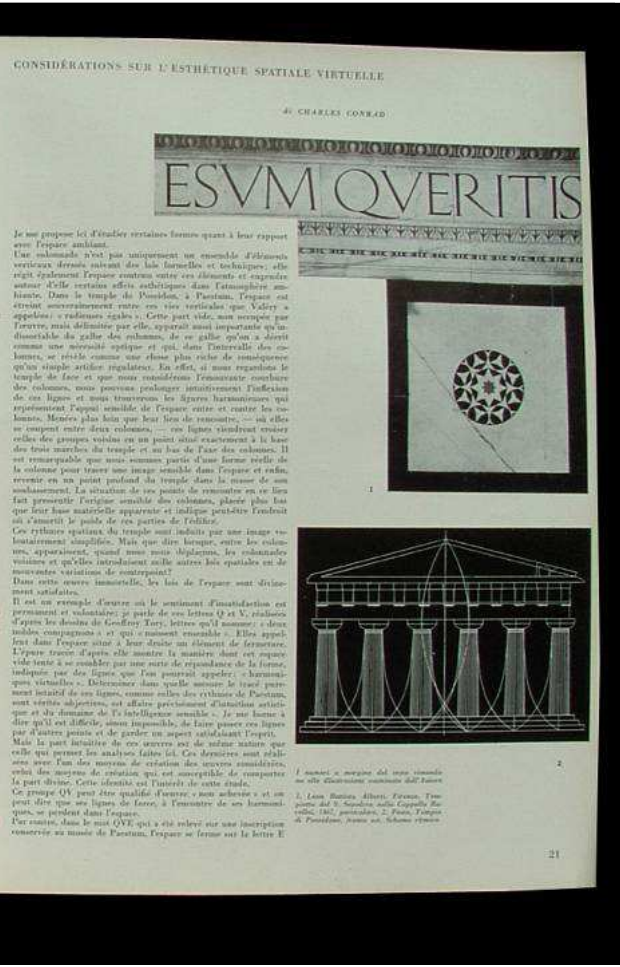 CONSIDÉRATIONS SUR L'ESTHÉTIQUE SPATIALE VIRTUELLE
di CHARLES CONRAD
ESVM QVERITIS
Je me propose ici d'étudier certaines formes quant à leur rapport
avec l'espace ambiant.
Une colonnade n'est pas uniquement un ensemble d'éléments
verticaux dressés suivant des lois formelles et techniques; elle
régit également l'espace contenu entre ces éléments et engendre
autour d'elle certains effets esthétiques dans l'atmosphère am-
biante. Dans le temple de Poseidon, à Paestum, l'espace est
étreint souverainement entre ces vies verticales que Valéry a
appelées: « radieuses égales ». Cette part vide, non occupée par
l'œuvre, mais délimitée par elle, apparaît aussi importante qu'in-
dissociable du galbe des colonnes, de ce galbe qu'on a décrit
comme une nécessité optique et qui, dans l'intervalle des co-
lonnes, se révèle comme une chose plus riche de conséquence
qu'un simple artifice régulateur. En effet, si nous regardons le
temple de face et que nous considérons l'émouvante courbure
des colonnes, nous pouvons prolonger intuitivement l'inflexion
de ces lignes et nous trouverons les figures harmonieuses qui
représentent l'appui sensible de l'espace entre et contre les co-
lonnes. Menées plus loin que leur lien de rencontre, — où elles
se coupent entre deux colonnes, — ces lignes viendront croiser
celles des groupes voisins en un point situé exactement à la base
des trois marches du temple et au bas de l'axe des colonnes. Il
est remarquable que nous sommes partis d'une forme réelle de
la colonne pour tracer une image sensible dans l'espace et enfin,
revenir en un point profond du temple dans la masse de son
soubassement. La situation de ces points de rencontre en ce lieu
fait pressentir l'origine sensible des colonnes, placée plus bas
que leur base matérielle apparente et indique peut-être l'endroit
où s'amortit le poids de ces parties de l'édifice.
Ces rythmes spatiaux du temple sont induits par une image vo-
lontairement simplifiée. Mais que dire lorsque, entre les colon-
nes, apparaissent, quand nous nous déplaçons, les colonnades
voisines et qu'elles introduisent mille autres lois spatiales en de
mouvantes variations de contrepoint?
Dans cette œuvre immortelle, les lois de l'espace sont divine-
ment satisfaites.
Il est un exemple d'œuvre où le sentiment d'insatisfaction est
permanent et volontaire; je parle de ces lettres Q et V, réalisées
d'après les dessins de Geoffroy Tory, lettres qu'il nomme: « deux
nobles compagnons » et qui « naissent ensemble ». Elles appel-
lent dans l'espace situé à leur droite un élément de fermeture.
L'épure tracée d'après elle montre la manière dont cet espace
vide tente à se combler par une sorte de répondance de la forme,
indiquée par des lignes que l'on pourrait appeler: « harmoni-
ques virtuelles ». Déterminer dans quelle mesure le tracé pure-
ment intuitif de ces lignes, comme celles des rythmes de Paestum,
sont vérités objectives, est affaire précisément d'intuition artisti-
que et du domaine de l'« intelligence sensible ». Je me borne à
dire qu'il est difficile, sinon impossible, de faire passer ces lignes
par d'autres points et de garder un aspect satisfaisant l'esprit.
Mais la part intuitive de ces œuvres est de même nature que
celle qui permet les analyses faites ici. Ces dernières sont réali-
sées avec l'un des moyens de création des œuvres considérées,
celui des moyens de création qui est susceptible de comporter
la part divine. Cette identité est l'intérêt de cette étude.
Ce groupe QV peut être qualifié d'œuvre « non achevée » et on
peut dire que ses lignes de force, à l'encontre de ses harmoni-
ques, se perdent dans l'espace.
Par contre, dans le mot QVE qui a été relevé sur une inscription
conservée au musée de Paestum, l'espace se ferme sur la lettre E
1
2
I numeri a margine del testo rimanda-
no alle illustrazioni esaminate dall'Autore
1. Leon Battista Alberti. Firenze. Tem-
pietto del S. Sepolcro nella Cappella Ru-
cellai, 1467, particolare. 2. Pesto, Tempio
di Poseidone, fronte est. Schema ritmico.
21